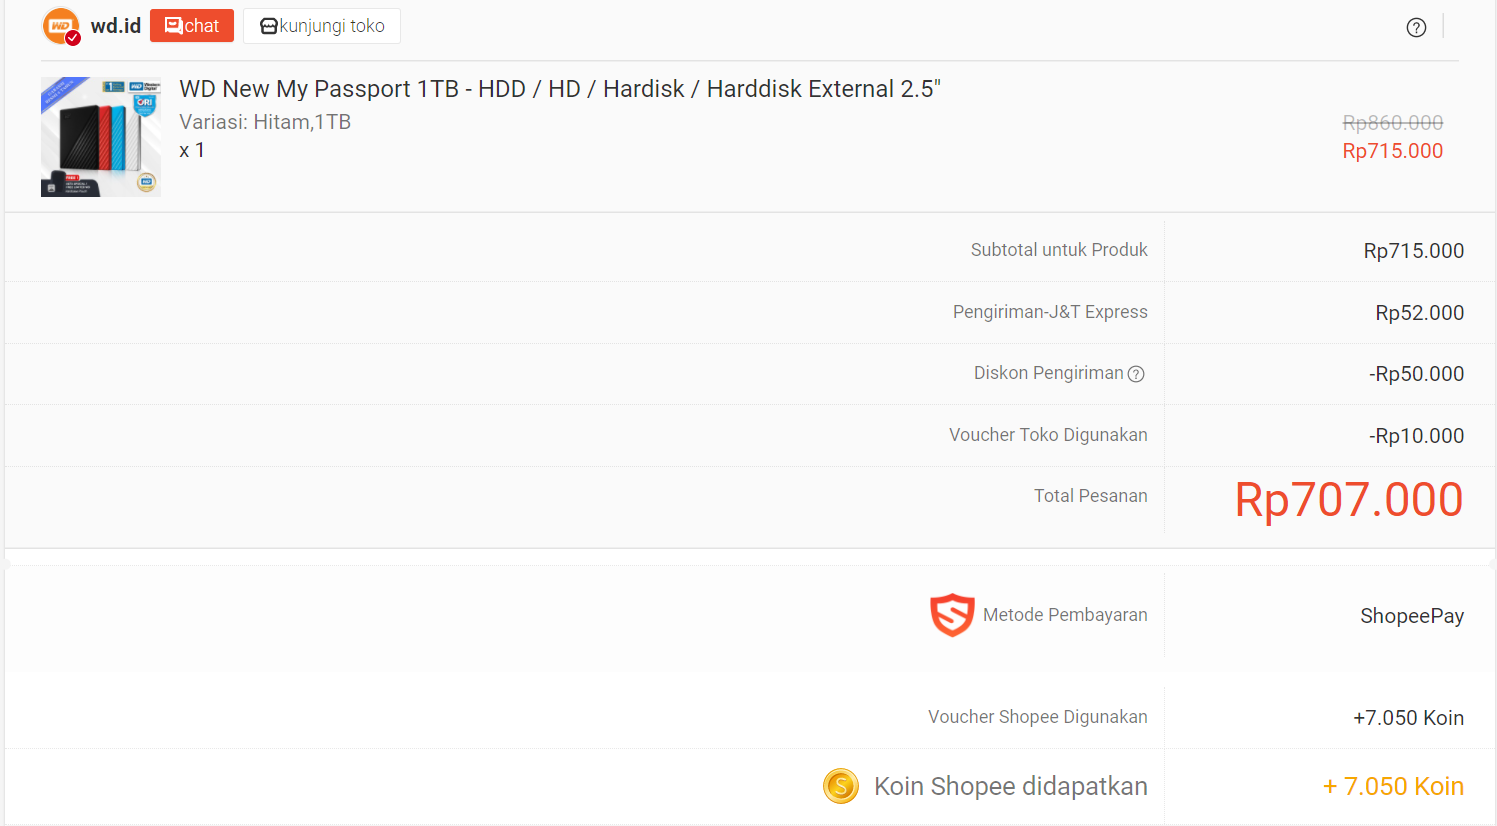 wd.id
chat
kunjungi toko
WD New My Passport 1TB - HDD / HD / Hardisk / Harddisk External 2.5"
Variasi: Hitam,1TB
x 1
Rp860.000
Rp715.000
Subtotal untuk Produk Rp715.000
Pengiriman-J&T Express Rp52.000
Diskon Pengiriman -Rp50.000
Voucher Toko Digunakan -Rp10.000
Total Pesanan Rp707.000
Metode Pembayaran ShopeePay
Voucher Shopee Digunakan +7.050 Koin
Koin Shopee didapatkan + 7.050 Koin